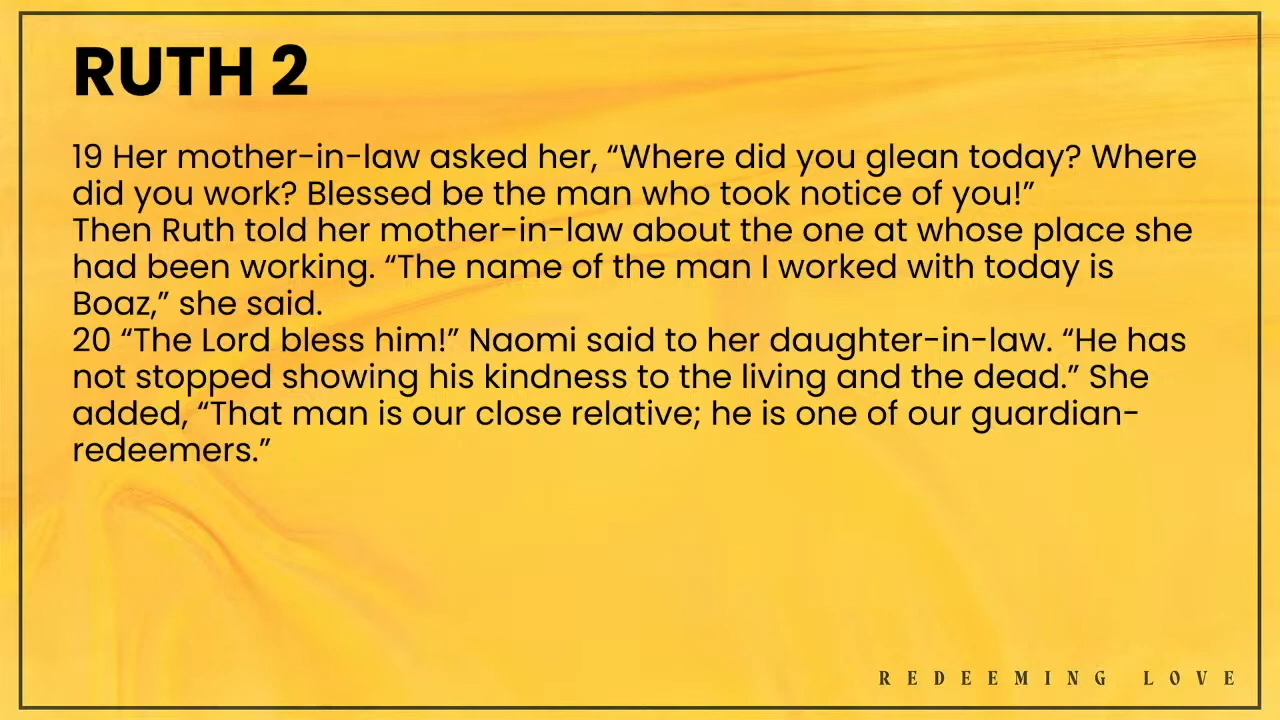 RUTH 2
19 Her mother-in-law asked her, “Where did you glean today? Where
did you work? Blessed be the man who took notice of you!”
Then Ruth told her mother-in-law about the one at whose place she
had been working. “The name of the man I worked with today is
Boaz,” she said.
20 “The Lord bless him!” Naomi said to her daughter-in-law. “He has
not stopped showing his kindness to the living and the dead.” She
added, “That man is our close relative; he is one of our guardian-
redeemers.”
REDEEMING LOVE